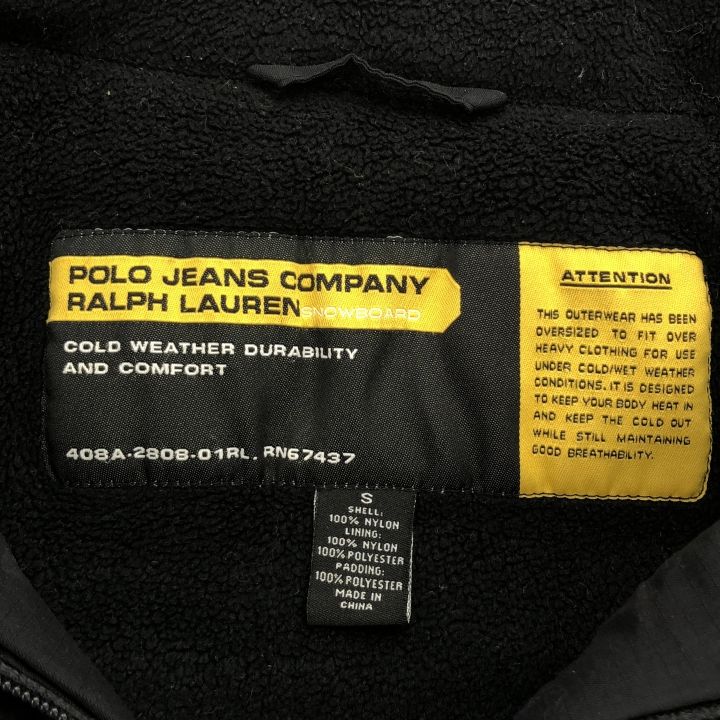 POLO JEANS COMPANY
RALPH LAUREN SNOWBOARD
COLD WEATHER DURABILITY
AND COMFORT
408A-2808-01RL. RN67437
ATTENTION
THIS OUTERWEAR HAS BEEN
OVERSIZED TO FIT OVER
HEAVY CLOTHING FOR USE
UNDER COLD/WET WEATHER
CONDITIONS. IT IS DESIGNED
TO KEEP YOUR BODY HEAT IN
AND KEEP THE COLD OUT
WHILE STILL MAINTAINING
GOOD BREATHABILITY.
S
SHELL:
100% NYLON
LINING:
100% NYLON
100% POLYESTER
PADDING:
100% POLYESTER
MADE IN
CHINA